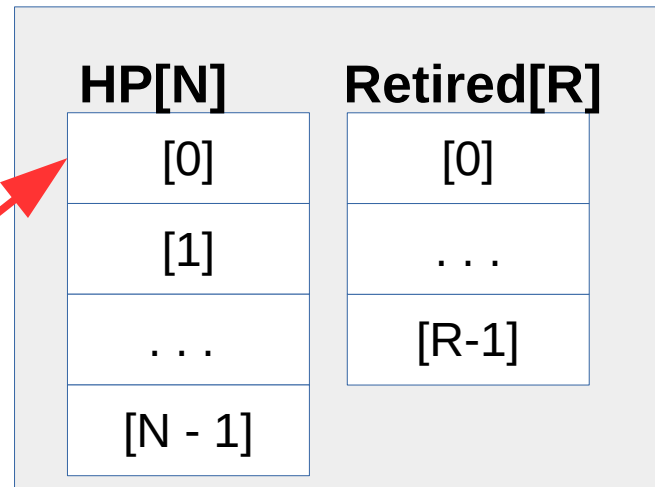 HP[N]
[0]
[1]
. . .
[N - 1]
Retired[R]
[0]
. . .
[R-1]